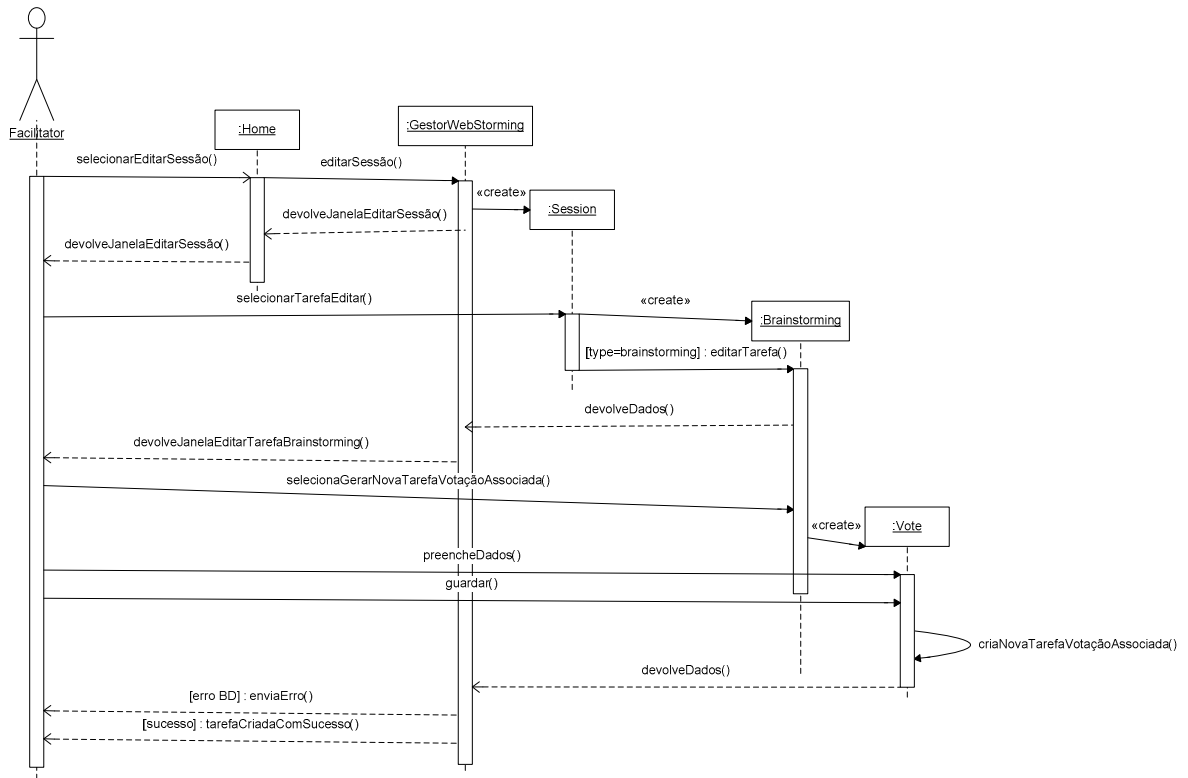 Facilitator
:Home
:GestorWebStorming
selecionarEditarSessão()
editarSessão()
«create»
:Session
devolveJanelaEditarSessão()
devolveJanelaEditarSessão()
selecionarTarefaEditar()
«create»
:Brainstorming
[type=brainstorming] : editarTarefa()
devolveDados()
devolveJanelaEditarTarefaBrainstorming()
selecionaGerarNovaTarefaVotaçãoAssociada()
«create»
:Vote
preencheDados()
guardar()
criaNovaTarefaVotaçãoAssociada()
devolveDados()
[erro BD] : enviaErro()
[sucesso] : tarefaCriadaComSucesso()